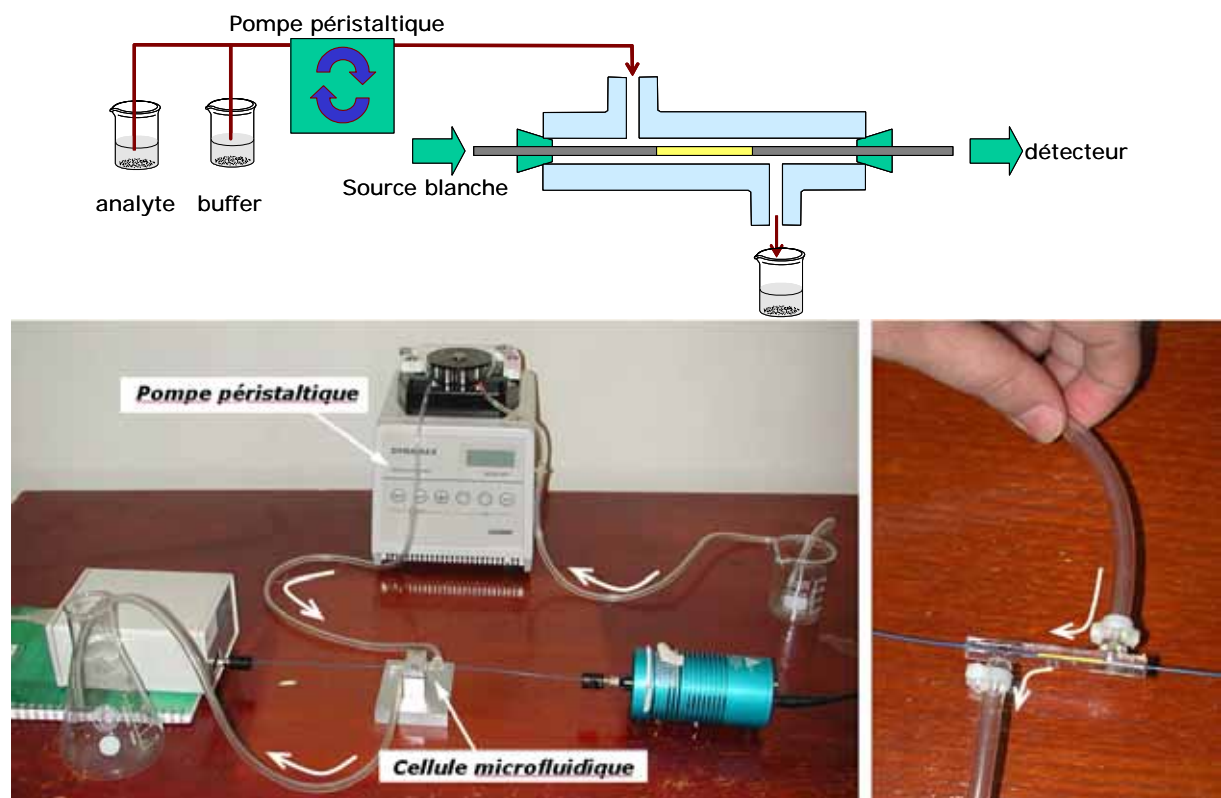 Pompe péristaltique
Source blanche
détecteur
analyte buffer
Pompe péristaltique
Cellule microfluidique